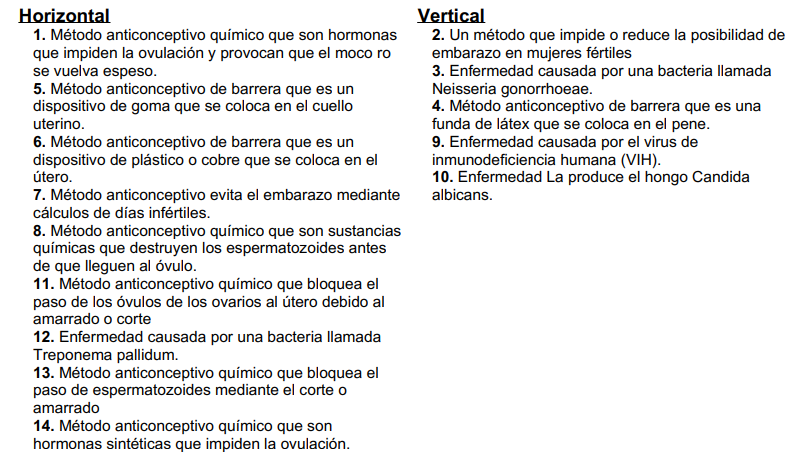 Horizontal
1. Método anticonceptivo químico que son hormonas
que impiden la ovulación y provocan que el moco ro
se vuelva espeso.
5. Método anticonceptivo de barrera que es un
dispositivo de goma que se coloca en el cuello
uterino.
6. Método anticonceptivo de barrera que es un
dispositivo de plástico o cobre que se coloca en el
útero.
7. Método anticonceptivo evita el embarazo mediante
cálculos de días infértiles.
8. Método anticonceptivo químico que son sustancias
químicas que destruyen los espermatozoides antes
de que lleguen al óvulo.
11. Método anticonceptivo químico que bloquea el
paso de los óvulos de los ovarios al útero debido al
amarrado o corte
12. Enfermedad causada por una bacteria llamada
Treponema pallidum.
13. Método anticonceptivo químico que bloquea el
paso de espermatozoides mediante el corte o
amarrado
14. Método anticonceptivo químico que son
hormonas sintéticas que impiden la ovulación.
Vertical
2. Un método que impide o reduce la posibilidad de
embarazo en mujeres fértiles
3. Enfermedad causada por una bacteria llamada
Neisseria gonorrhoeae.
4. Método anticonceptivo de barrera que es una
funda de látex que se coloca en el pene.
9. Enfermedad causada por el virus de
inmunodeficiencia humana (VIH).
10. Enfermedad La produce el hongo Candida
albicans.